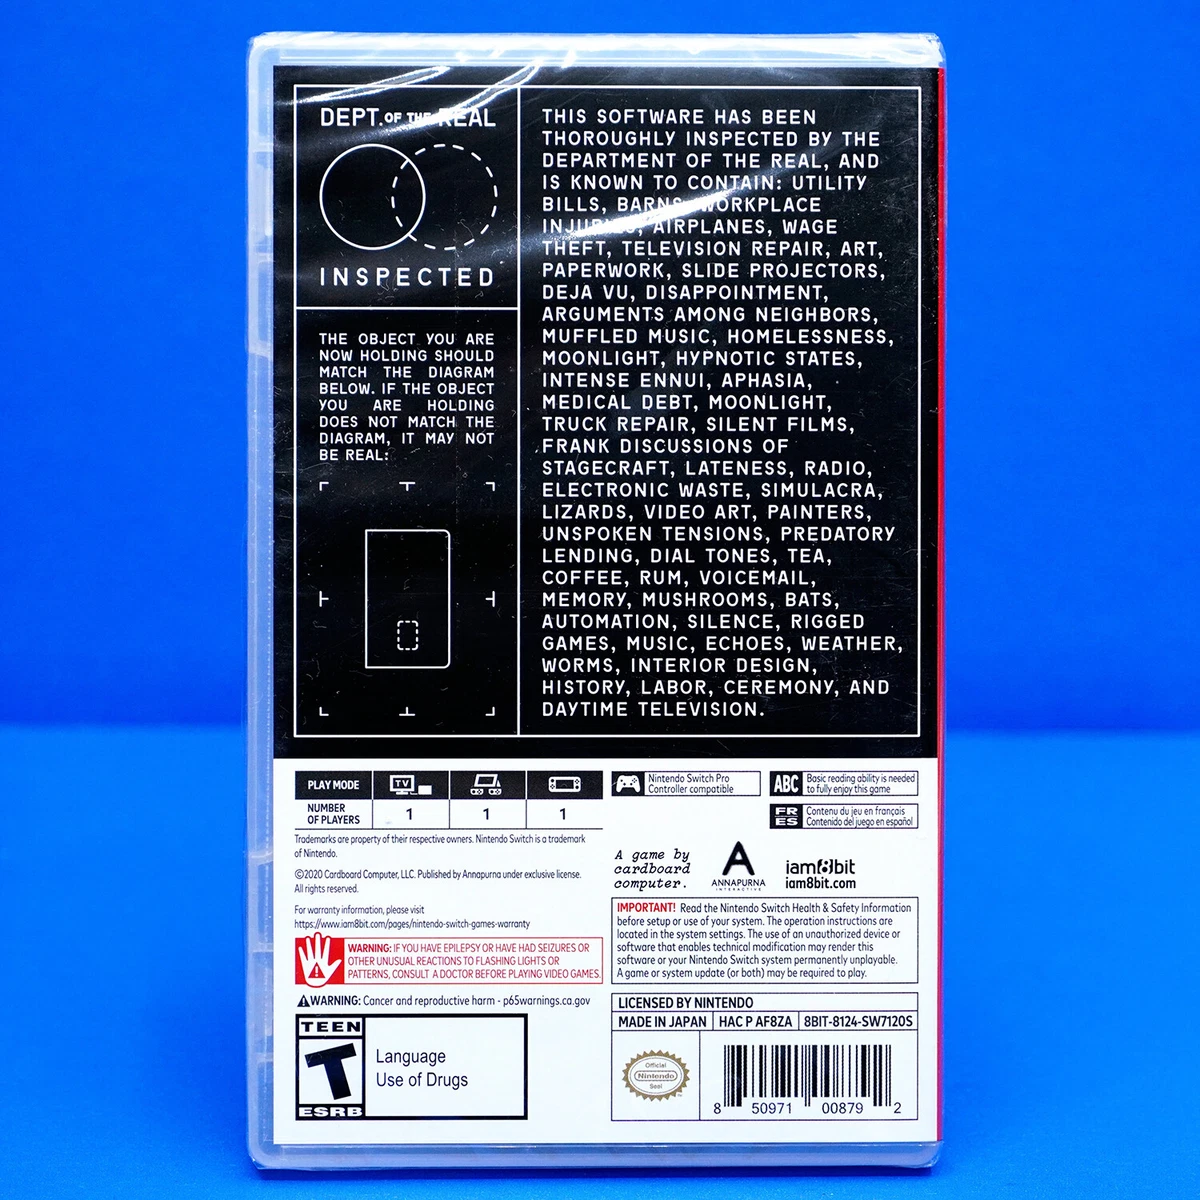 DEPT. OF THE REAL
INSPECTED
THE OBJECT YOU ARE
NOW HOLDING SHOULD
MATCH THE DIAGRAM
BELOW. IF THE OBJECT
YOU ARE HOLDING
DOES NOT MATCH THE
DIAGRAM, IT MAY NOT
BE REAL:
THIS SOFTWARE HAS BEEN
THOROUGHLY INSPECTED BY THE
DEPARTMENT OF THE REAL, AND
IS KNOWN TO CONTAIN: UTILITY
BILLS, BARNS, WORKPLACE
INJURIES, AIRPLANES, WAGE
THEFT, TELEVISION REPAIR, ART,
PAPERWORK, SLIDE PROJECTORS,
DEJA VU, DISAPPOINTMENT,
ARGUMENTS AMONG NEIGHBORS,
MUFFLED MUSIC, HOMELESSNESS,
MOONLIGHT, HYPNOTIC STATES,
INTENSE ENNUI, APHASIA,
MEDICAL DEBT, MOONLIGHT,
TRUCK REPAIR, SILENT FILMS,
FRANK DISCUSSIONS OF
STAGECRAFT, LATENESS, RADIO,
ELECTRONIC WASTE, SIMULACRA,
LIZARDS, VIDEO ART, PAINTERS,
UNSPOKEN TENSIONS, PREDATORY
LENDING, DIAL TONES, TEA,
COFFEE, RUM, VOICEMAIL,
MEMORY, MUSHROOMS, BATS,
AUTOMATION, SILENCE, RIGGED
GAMES, MUSIC, ECHOES, WEATHER,
WORMS, INTERIOR DESIGN,
HISTORY, LABOR, CEREMONY, AND
DAYTIME TELEVISION.
PLAY MODE
TV
NUMBER
OF PLAYERS
1 1 1
Nintendo Switch Pro
Controller compatible
ABC
Basic reading ability is needed
to fully enjoy this game
FR
ES
Contenu du jeu en français
Contenido del juego en español
Trademarks are property of their respective owners. Nintendo Switch is a trademark
of Nintendo.
©2020 Cardboard Computer, LLC. Published by Annapurna under exclusive license.
All rights reserved.
For warranty information, please visit
https://www.iam8bit.com/pages/nintendo-switch-games-warranty
WARNING: IF YOU HAVE EPILEPSY OR HAVE HAD SEIZURES OR
OTHER UNUSUAL REACTIONS TO FLASHING LIGHTS OR
PATTERNS, CONSULT A DOCTOR BEFORE PLAYING VIDEO GAMES.
WARNING: Cancer and reproductive harm - p65warnings.ca.gov
TEEN
T
ESRB
Language
Use of Drugs
A game by
cardboard
computer.
ANNAPURNA
INTERACTIVE
iam8bit
iam8bit.com
IMPORTANT! Read the Nintendo Switch Health & Safety Information
before setup or use of your system. The operation instructions are
located in the system settings. The use of an unauthorized device or
software that enables technical modification may render this
software or your Nintendo Switch system permanently unplayable.
A game or system update (or both) may be required to play.
LICENSED BY NINTENDO
MADE IN JAPAN HAC P AF8ZA 8BIT-8124-SW7120S
Official
Nintendo
Seal
8 50971 00879 2